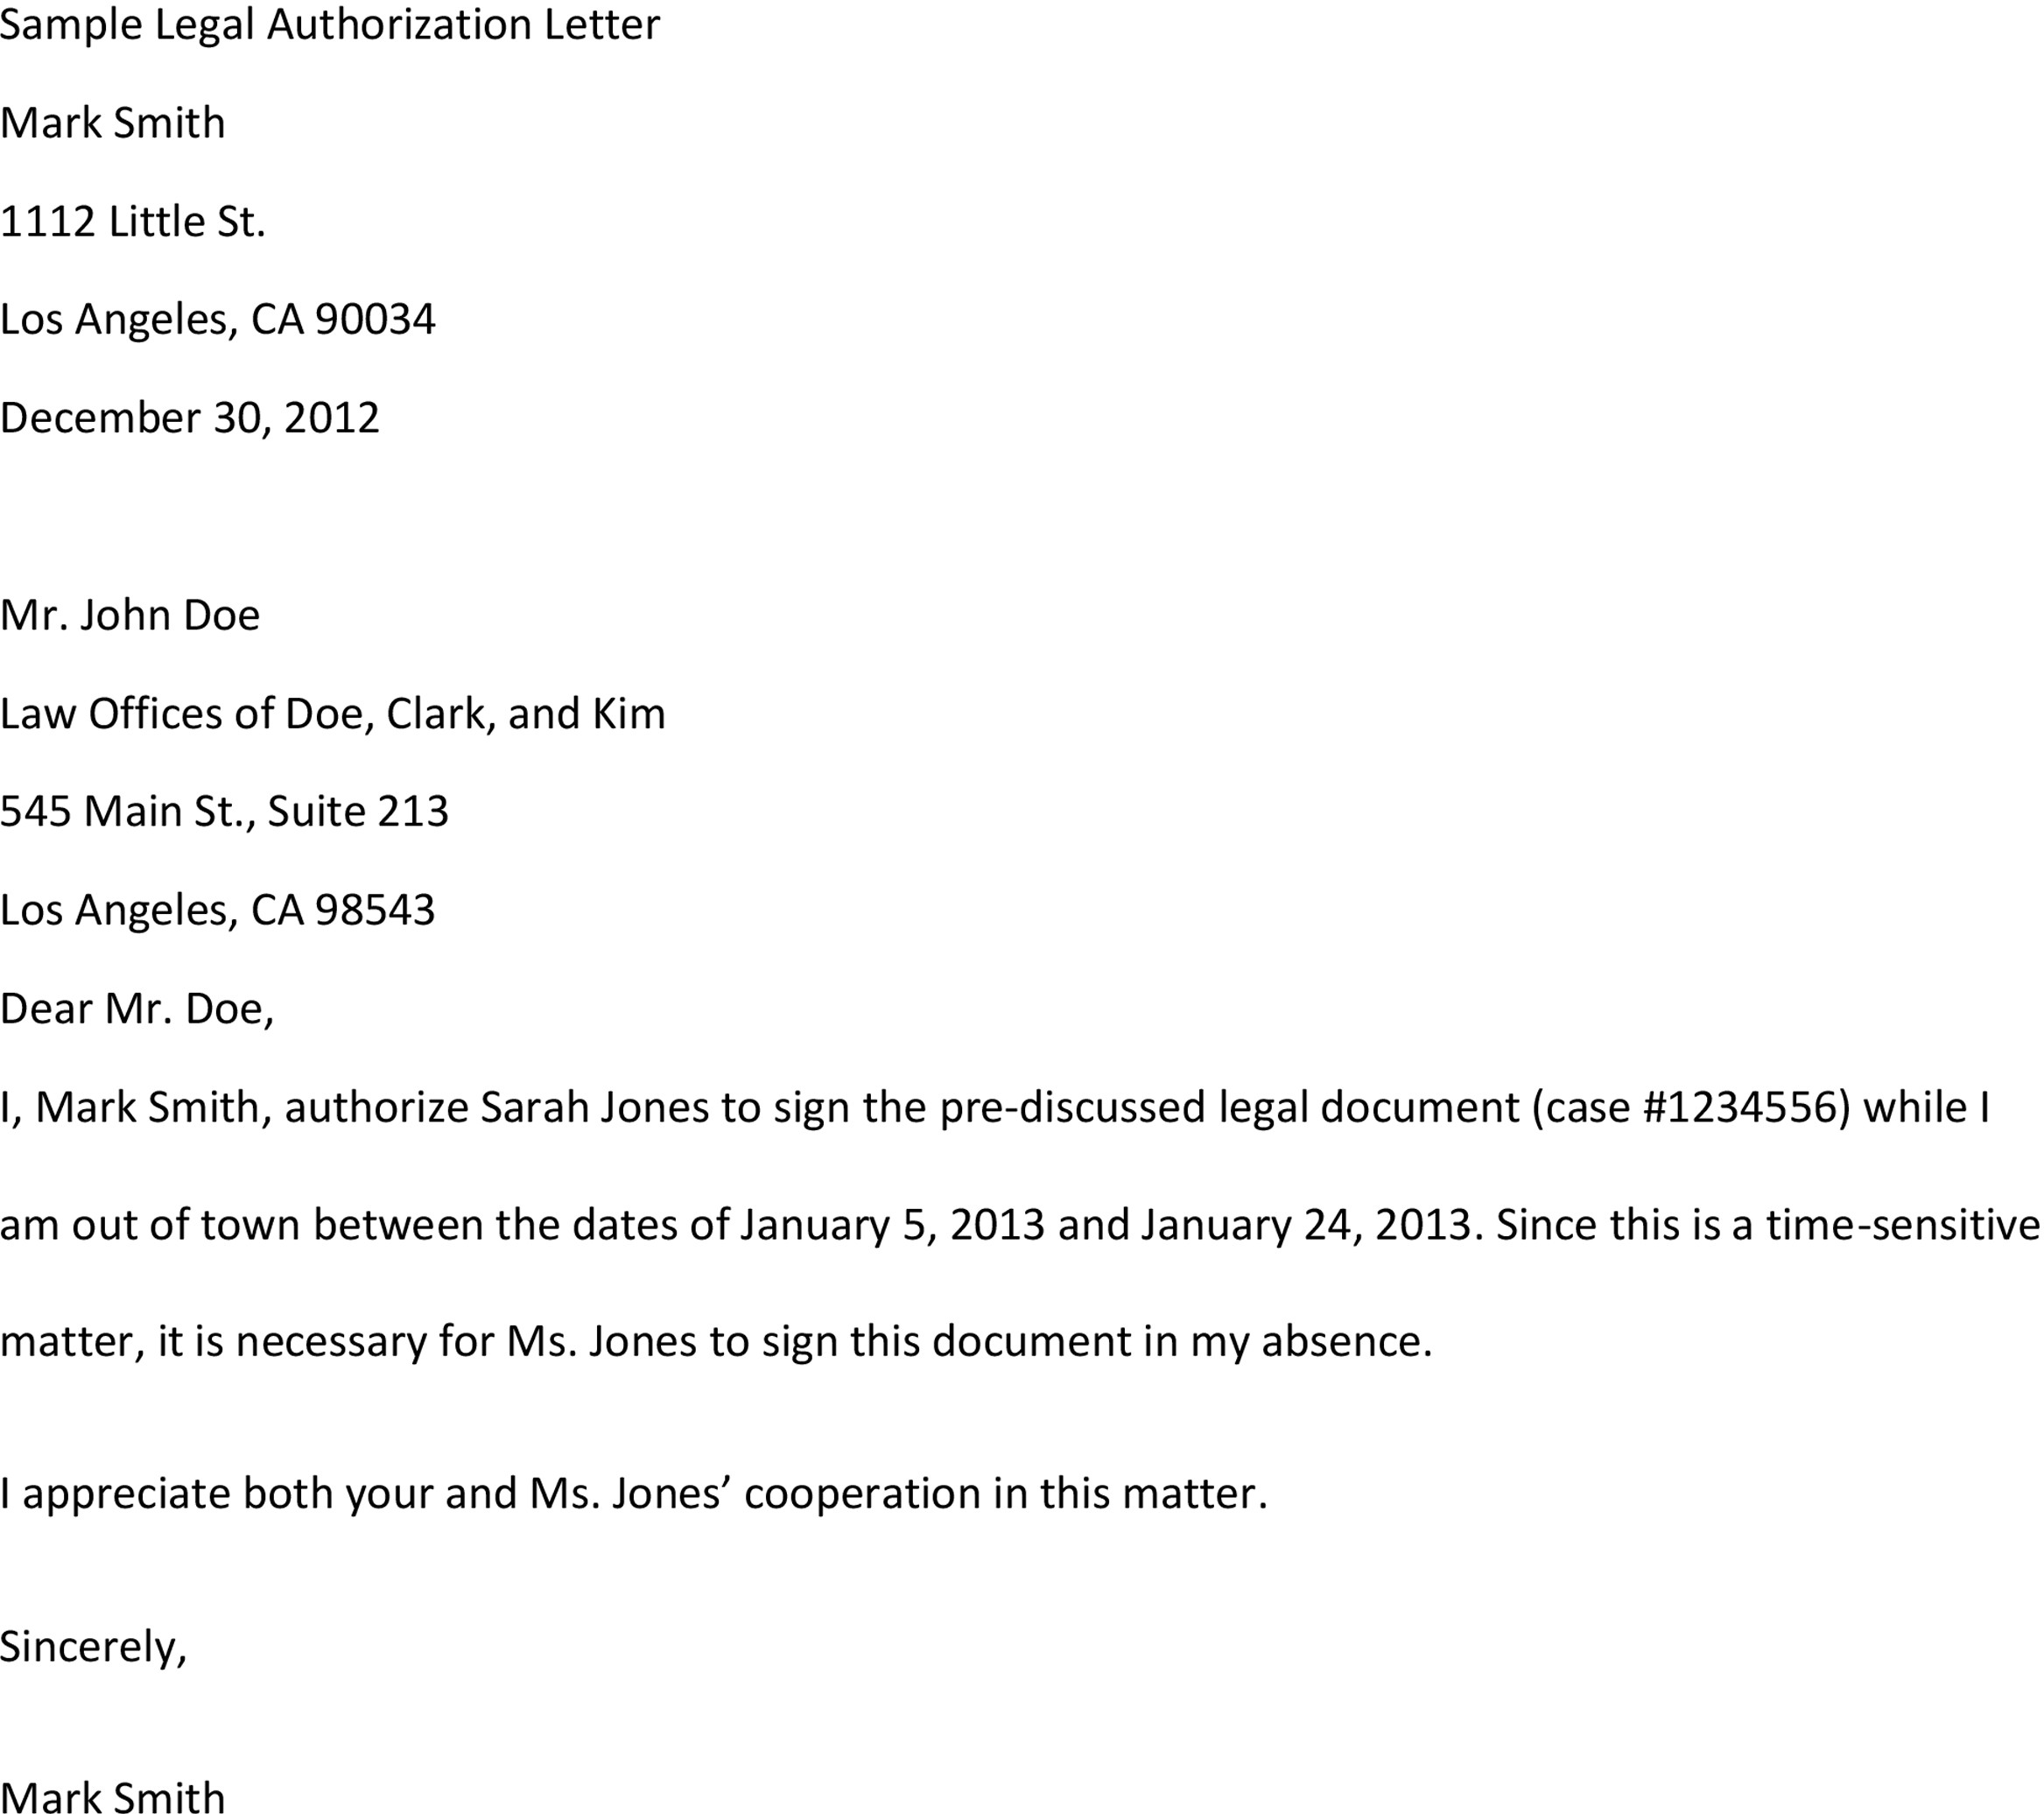 Sample Legal Authorization Letter
Mark Smith
1112 Little St.
Los Angeles, CA 90034
December 30, 2012
Mr. John Doe
Law Offices of Doe, Clark, and Kim
545 Main St., Suite 213
Los Angeles, CA 98543
Dear Mr. Doe,
I, Mark Smith, authorize Sarah Jones to sign the pre-discussed legal document (case #1234556) while I
am out of town between the dates of January 5, 2013 and January 24, 2013. Since this is a time-sensitive
matter, it is necessary for Ms. Jones to sign this document in my absence.
I appreciate both your and Ms. Jones’ cooperation in this matter.
Sincerely,
Mark Smith